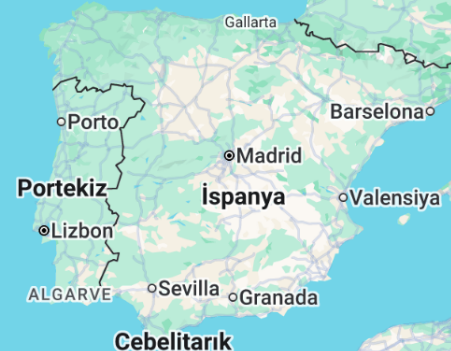 Gallarta
Barselona
Porto
Madrid
Portekiz
İspanya
Valensiya
Lizbon
Sevilla
ALGARVE
Granada
Cebelitarık